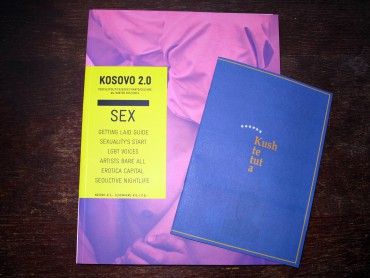 KOSOVO 2.0
SEX
GETTING LAID GUIDE
SEXUALITY'S START
LGBT VOICES
ARTISTS BARE ALL
EROTICA CAPITAL
SEDUCTIVE NIGHTLIFE
Kush
te
tut
a